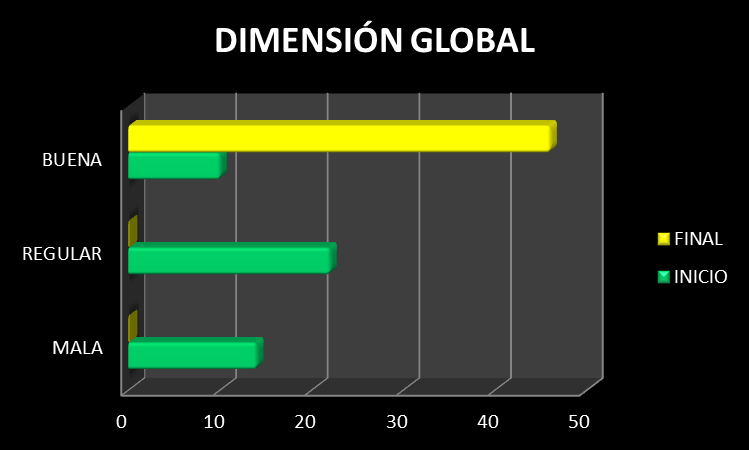 DIMENSIÓN GLOBAL
BUENA
REGULAR
MALA
0 10 20 30 40 50
FINAL
INICIO